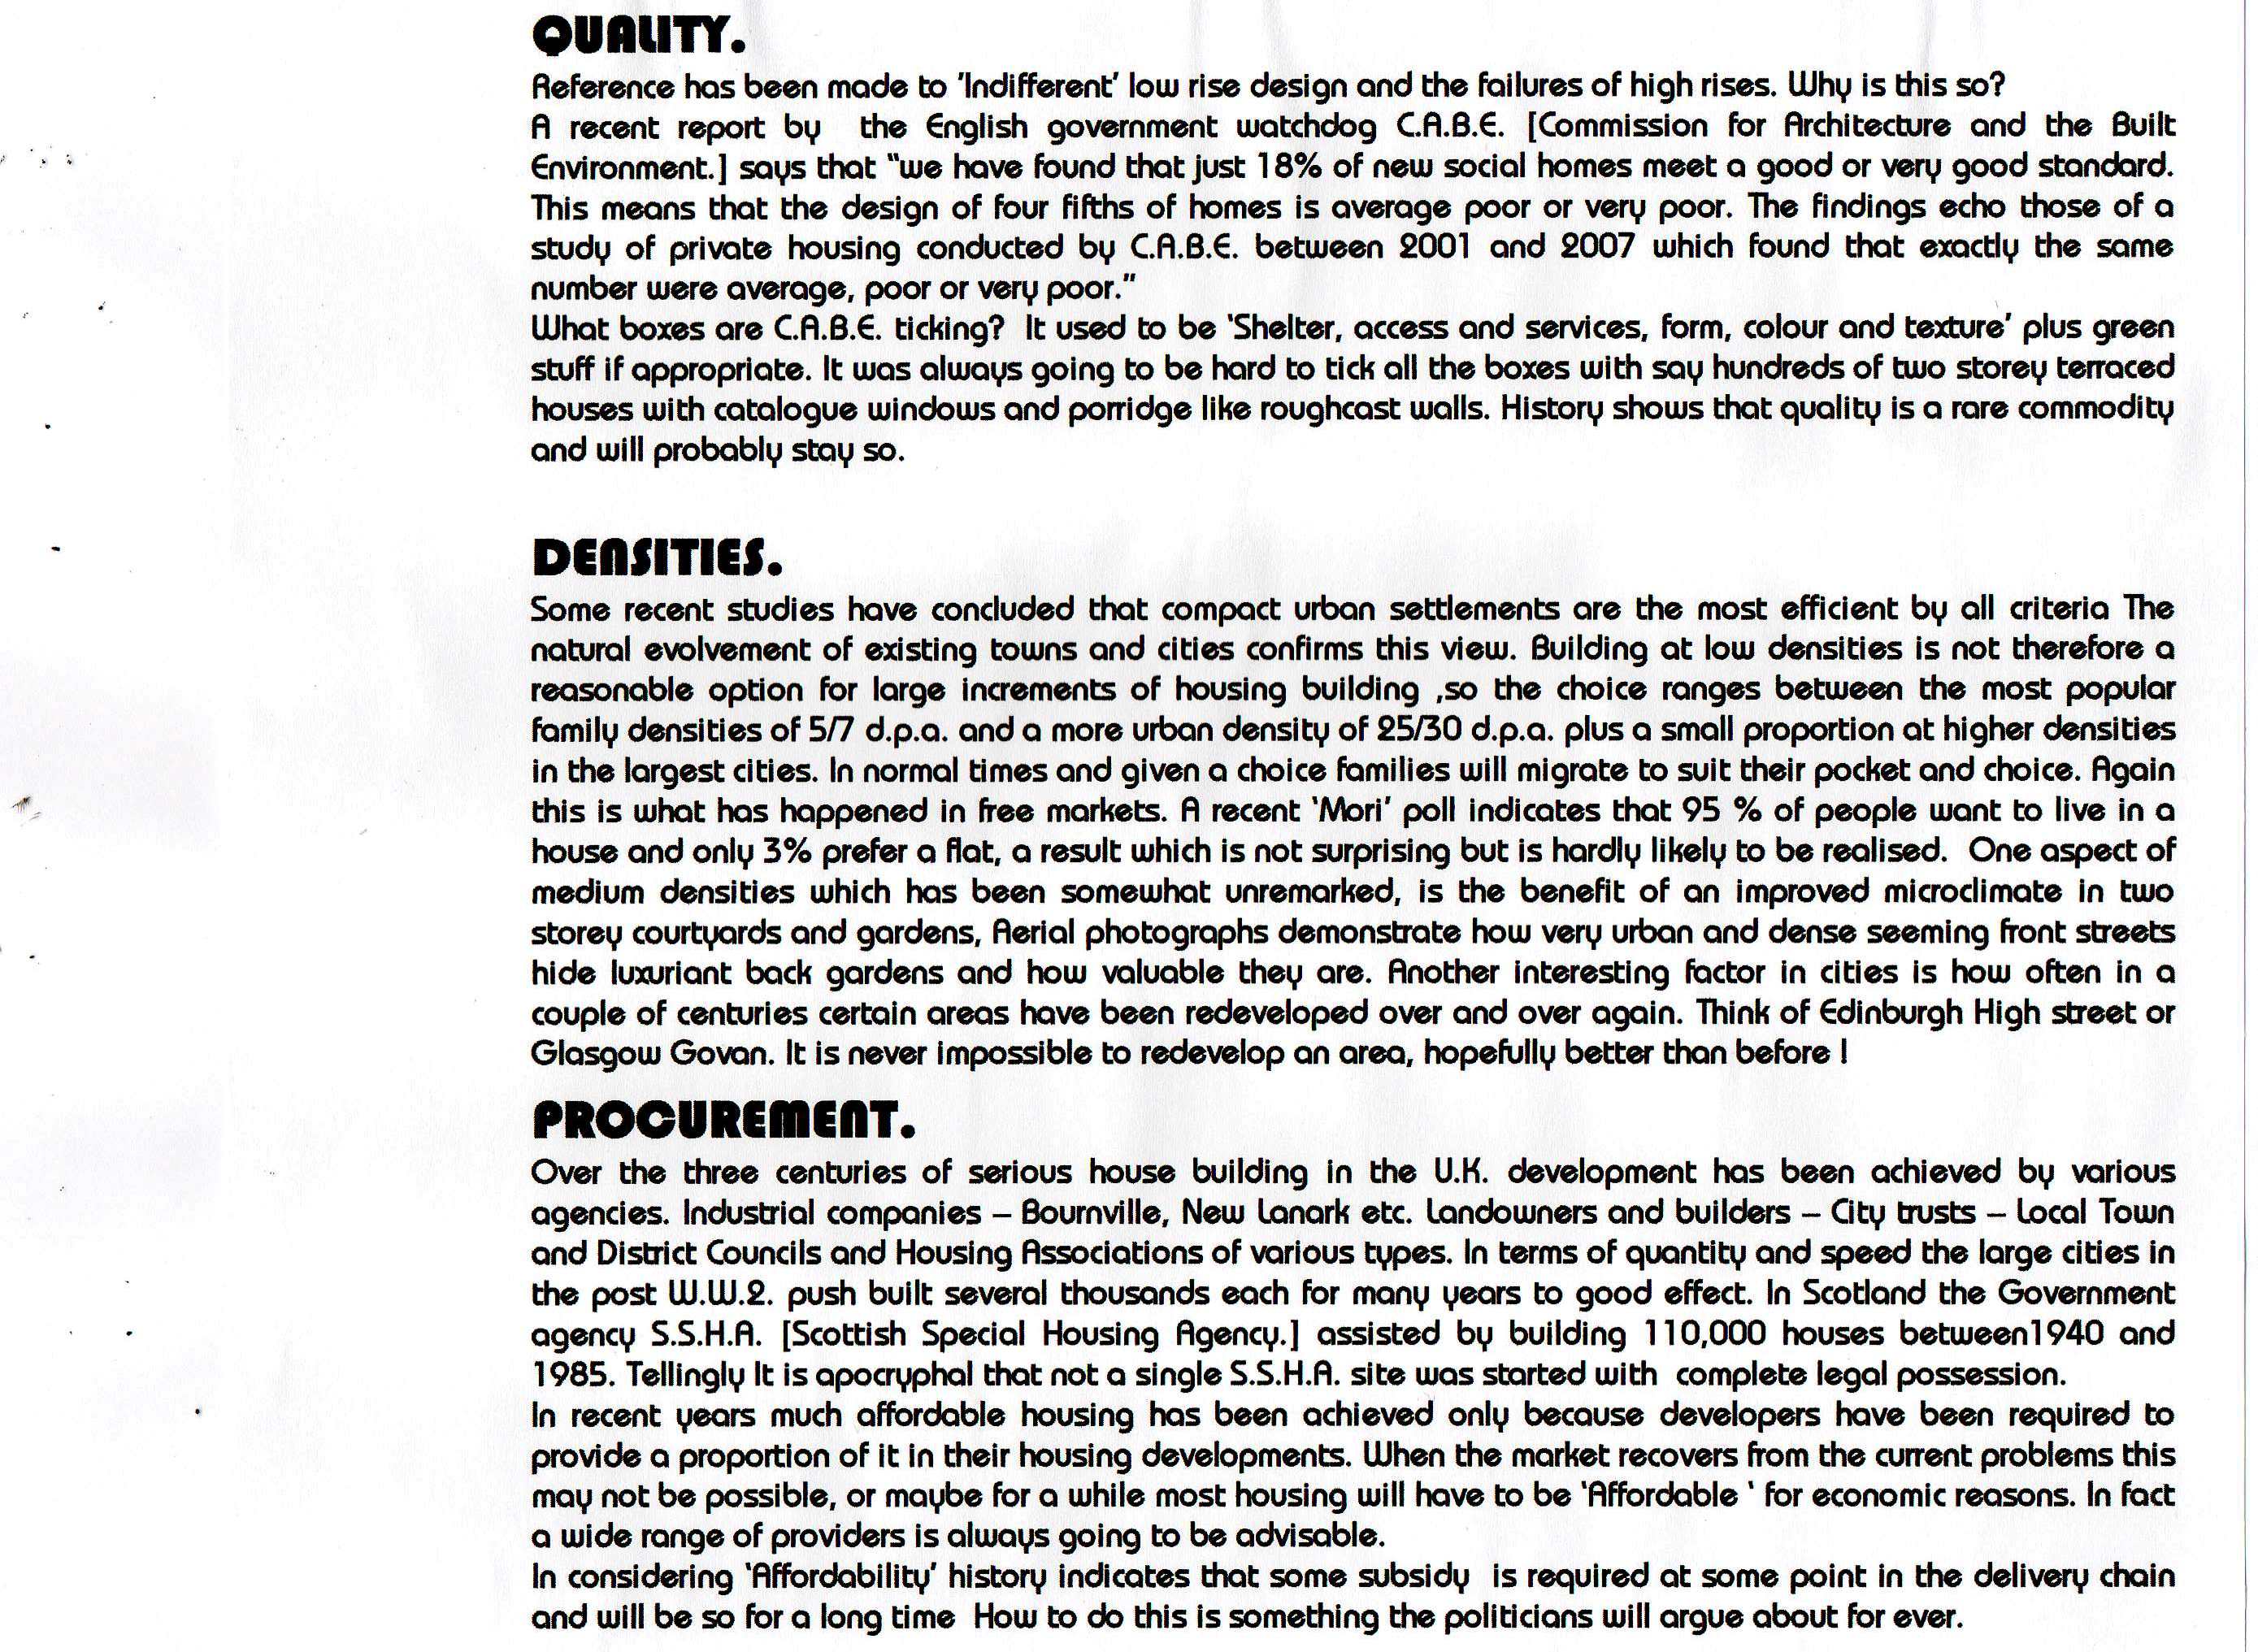 QUALITY.
Reference has been made to 'Indifferent' low rise design and the failures of high rises. Why is this so?
A recent report by the English government watchdog C.A.B.E. [Commission for Architecture and the Built
Environment.] says that "we have found that just 18% of new social homes meet a good or very good standard.
This means that the design of four fifths of homes is average poor or very poor. The findings echo those of a
study of private housing conducted by C.A.B.E. between 2001 and 2007 which found that exactly the same
number were average, poor or very poor."
What boxes are C.A.B.E. ticking? It used to be 'Shelter, access and services, form, colour and texture' plus green
stuff if appropriate. It was always going to be hard to tick all the boxes with say hundreds of two storey terraced
houses with catalogue windows and porridge like roughcast walls. History shows that quality is a rare commodity
and will probably stay so.
DENSITIES.
Some recent studies have concluded that compact urban settlements are the most efficient by all criteria The
natural evolvement of existing towns and cities confirms this view. Building at low densities is not therefore a
reasonable option for large increments of housing building ,so the choice ranges between the most popular
family densities of 5/7 d.p.a. and a more urban density of 25/30 d.p.a. plus a small proportion at higher densities
in the largest cities. In normal times and given a choice families will migrate to suit their pocket and choice. Again
this is what has happened in free markets. A recent 'Mori' poll indicates that 95 % of people want to live in a
house and only 3% prefer a flat, a result which is not surprising but is hardly likely to be realised. One aspect of
medium densities which has been somewhat unremarked, is the benefit of an improved microclimate in two
storey courtyards and gardens, Aerial photographs demonstrate how very urban and dense seeming front streets
hide luxuriant back gardens and how valuable they are. Another interesting factor in cities is how often in a
couple of centuries certain areas have been redeveloped over and over again. Think of Edinburgh High street or
Glasgow Govan. It is never impossible to redevelop an area, hopefully better than before !
PROCUREMENT.
Over the three centuries of serious house building in the U.K. development has been achieved by various
agencies. Industrial companies – Bournville, New Lanark etc. Landowners and builders – City trusts – Local Town
and District Councils and Housing Associations of various types. In terms of quantity and speed the large cities in
the post W.W.2. push built several thousands each for many years to good effect. In Scotland the Government
agency S.S.H.A. [Scottish Special Housing Agency.] assisted by building 110,000 houses between1940 and
1985. Tellingly It is apocryphal that not a single S.S.H.A. site was started with complete legal possession.
In recent years much affordable housing has been achieved only because developers have been required to
provide a proportion of it in their housing developments. When the market recovers from the current problems this
may not be possible, or maybe for a while most housing will have to be 'Affordable ' for economic reasons. In fact
a wide range of providers is always going to be advisable.
In considering 'Affordability' history indicates that some subsidy is required at some point in the delivery chain
and will be so for a long time How to do this is something the politicians will argue about for ever.